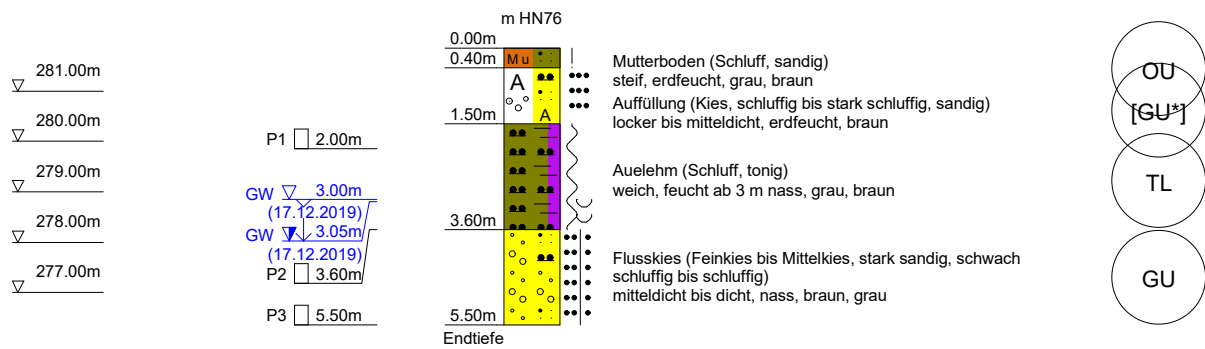 m HN76
281.00m
280.00m
279.00m
278.00m
277.00m
P1 2.00m
GW 3.00m
(17.12.2019)
GW 3.05m
(17.12.2019)
P2 3.60m
P3 5.50m
0.00m
0.40m
1.50m
3.60m
5.50m
Endtiefe
Mu
A
A
Mutterboden (Schluff, sandig)
steif, erdfeucht, grau, braun
Auffüllung (Kies, schluffig bis stark schluffig, sandig)
locker bis mitteldicht, erdfeucht, braun
Auelehm (Schluff, tonig)
weich, feucht ab 3 m nass, grau, braun
Flusskies (Feinkies bis Mittelkies, stark sandig, schwach
schluffig bis schluffig)
mitteldicht bis dicht, nass, braun, grau
OU
[GU*]
TL
GU